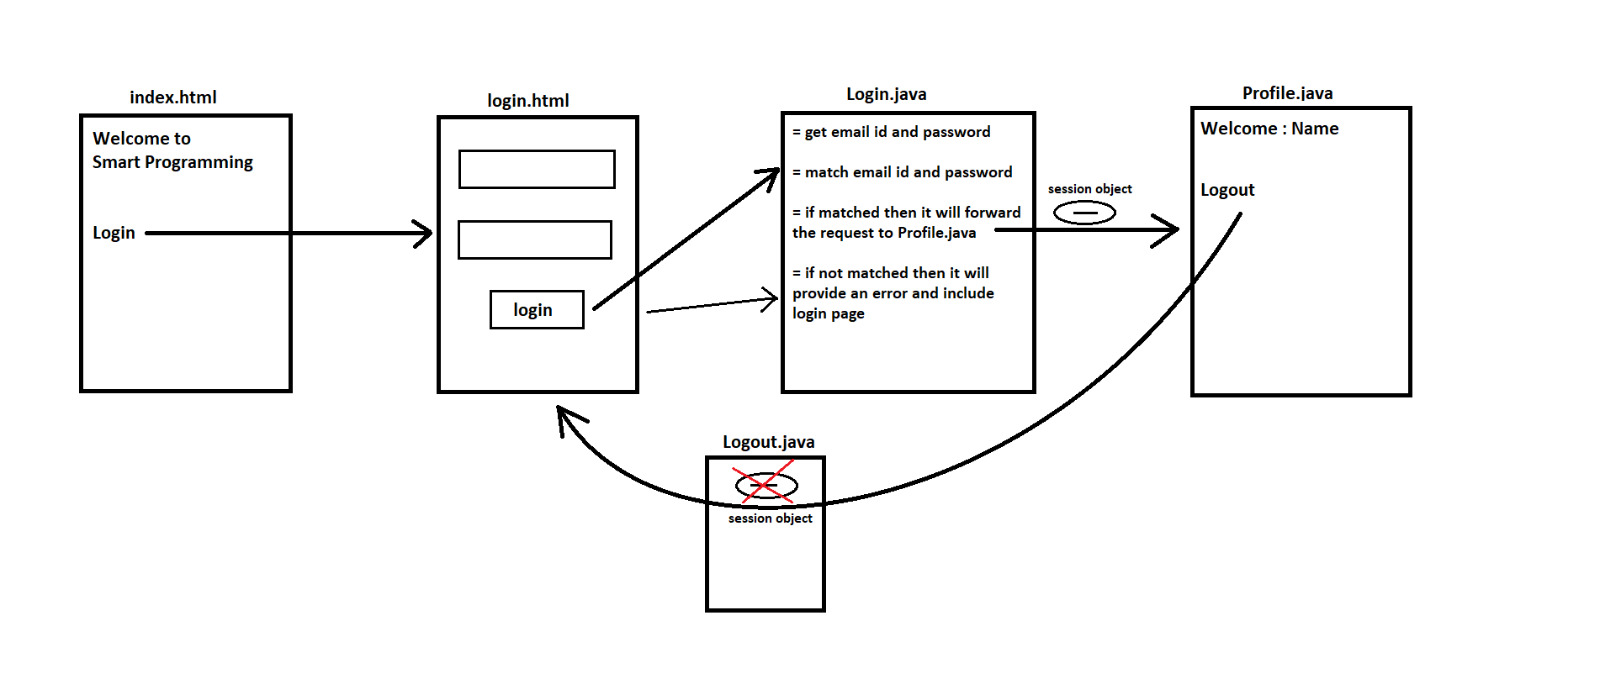 index.html
Welcome to
Smart Programming
Login
login.html
login
Login.java
= get email id and password
= match email id and password
= if matched then it will forward
the request to Profile.java
= if not matched then it will
provide an error and include
login page
session object
Profile.java
Welcome : Name
Logout
Logout.java
session object